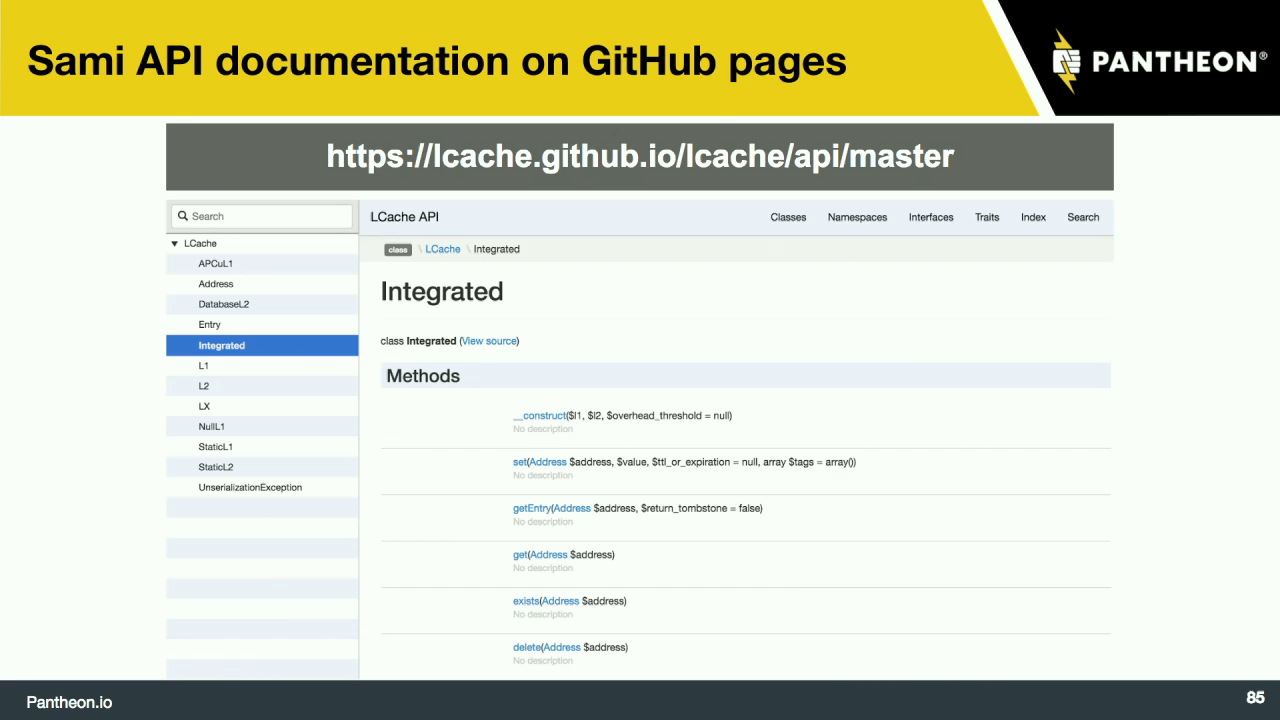 Sami API documentation on GitHub pages
PANTHEON®
https://lcache.github.io/lcache/api/master
Search
LCache API
Classes Namespaces Interfaces Traits Index Search
LCache
APCuL1
Address
DatabaseL2
Entry
Integrated
L1
L2
LX
NullL1
StaticL1
StaticL2
UnserializationException
class \ LCache \ Integrated
Integrated
class Integrated (View source)
Methods
__construct($l1, $l2, $overhead_threshold = null)
No description
set(Address $address, $value, $ttl_or_expiration = null, array $tags = array())
No description
getEntry(Address $address, $return_tombstone = false)
No description
get(Address $address)
No description
exists(Address $address)
No description
delete(Address $address)
No description
Pantheon.io
85